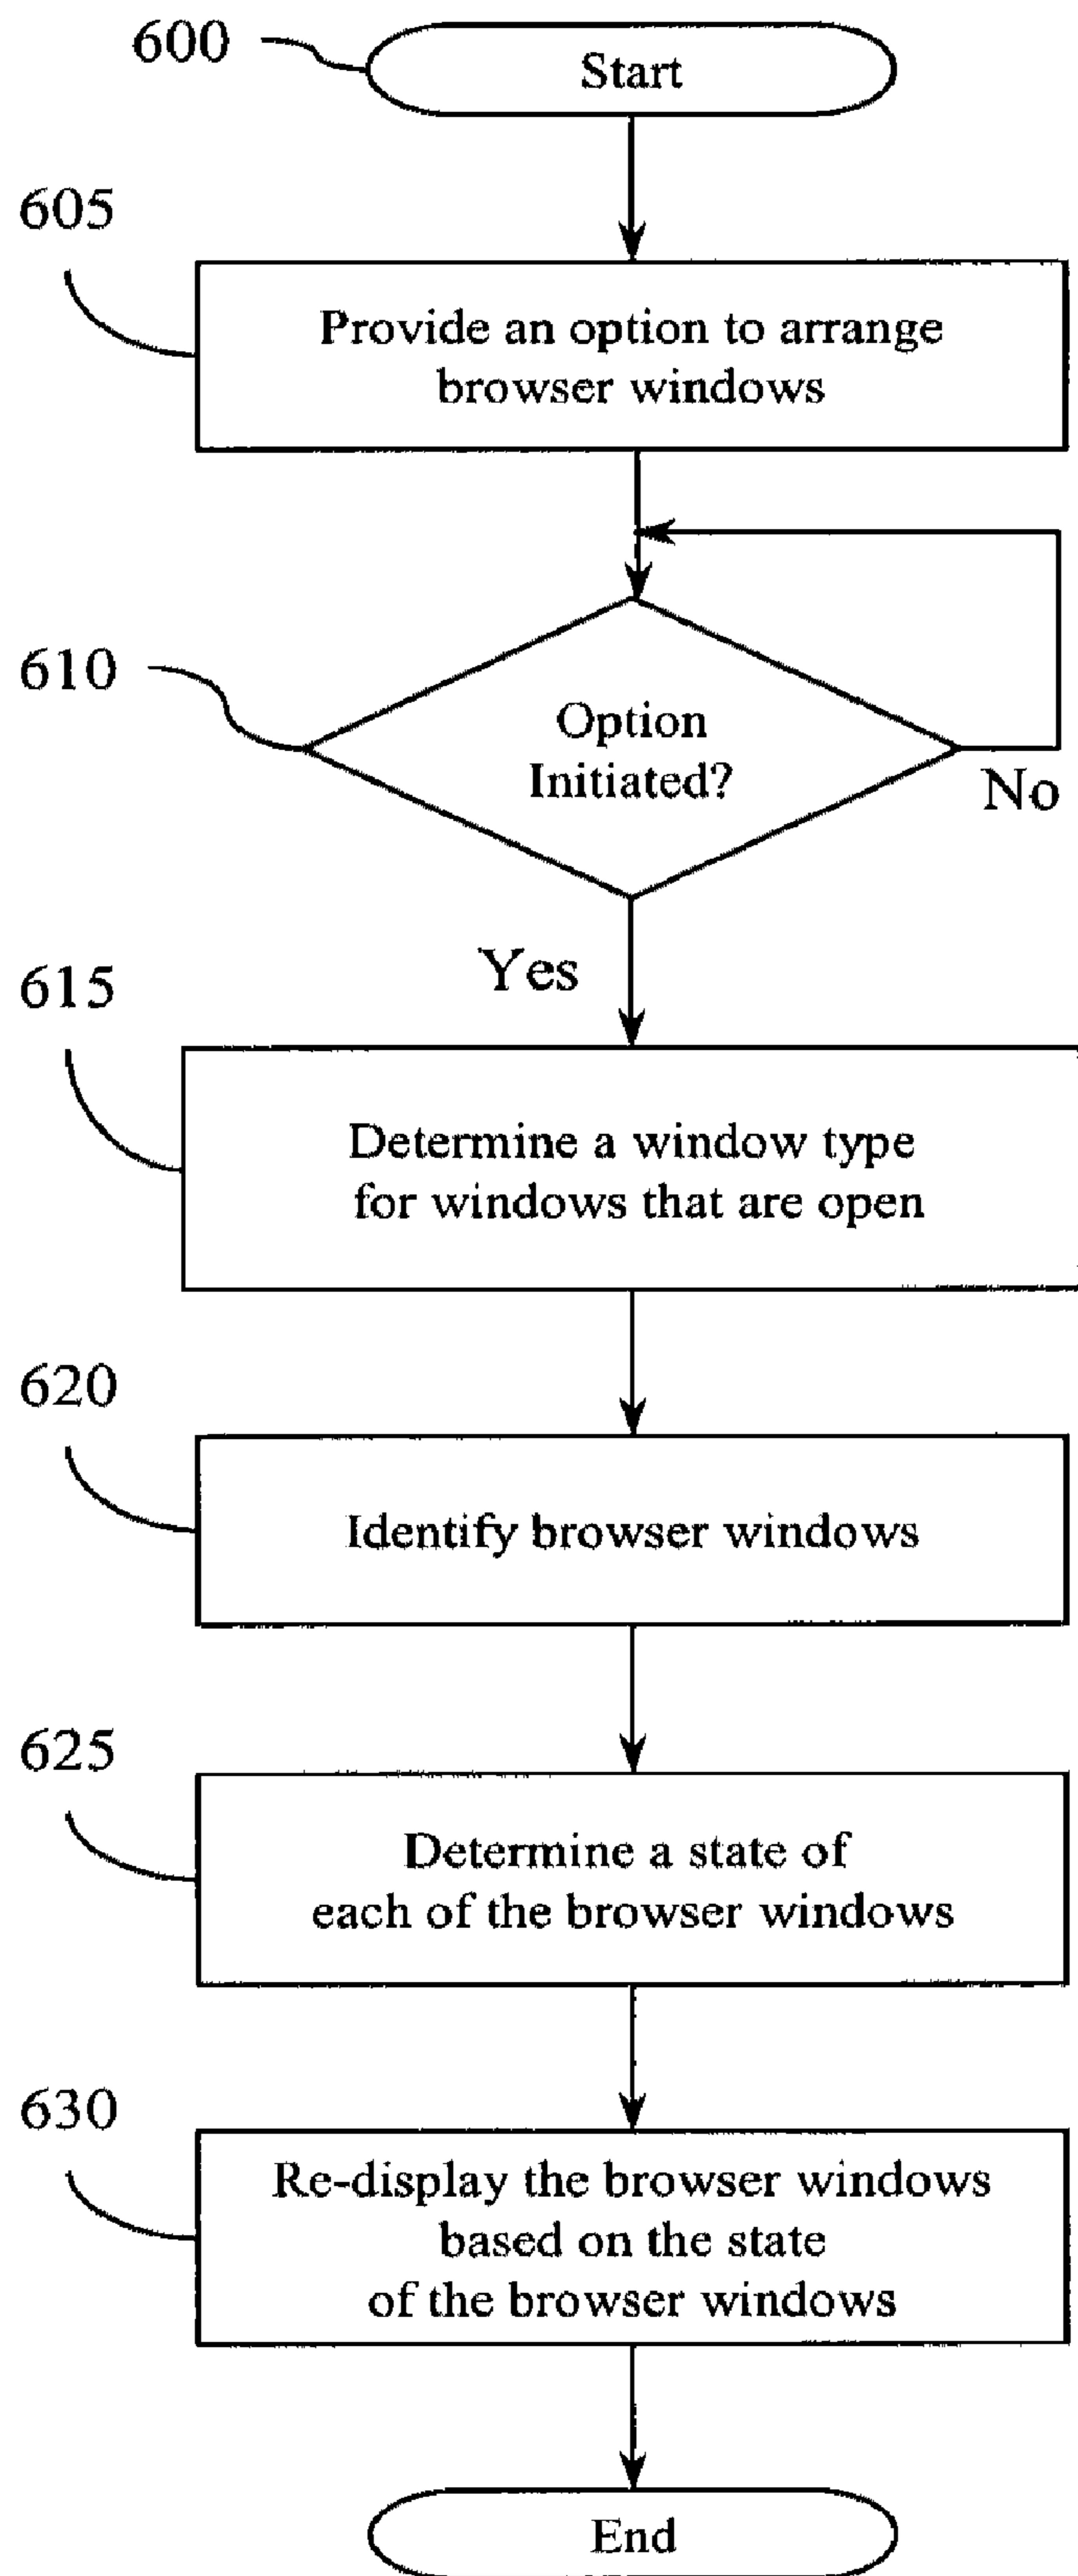 600
Start
605
Provide an option to arrange
browser windows
610
Option
Initiated?
No
Yes
615
Determine a window type
for windows that are open
620
Identify browser windows
625
Determine a state of
each of the browser windows
630
Re-display the browser windows
based on the state
of the browser windows
End